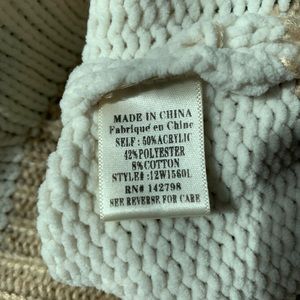 MADE IN CHINA
Fabriqué en Chine
SELF : 50%ACRYLIC
42%POLYESTER
8%COTTON
STYLE# :12W1560L
RN# 142798
SEE REVERSE FOR CARE